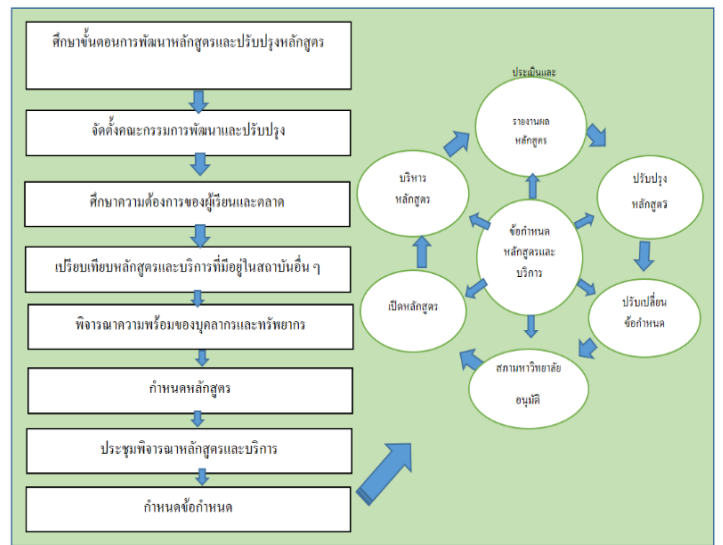 ศึกษาขั้นตอนการพัฒนาหลักสูตรและปรับปรุงหลักสูตร
จัดตั้งคณะกรรมการพัฒนาและปรับปรุง
ศึกษาความต้องการของผู้เรียนและตลาด
เปรียบเทียบหลักสูตรและบริการที่มีอยู่ในสถาบันอื่น ๆ
พิจารณาความพร้อมของบุคลากรและทรัพยากร
กำหนดหลักสูตร
ประชุมพิจารณาหลักสูตรและบริการ
กำหนดข้อกำหนด
ประเมินและ
รายงานผล
หลักสูตร
ปรับปรุง
หลักสูตร
ปรับเปลี่ยน
ข้อกำหนด
สภามหาวิทยาลัย
อนุมัติ
เปิดหลักสูตร
บริหาร
หลักสูตร
ข้อกำหนด
หลักสูตรและ
บริการ